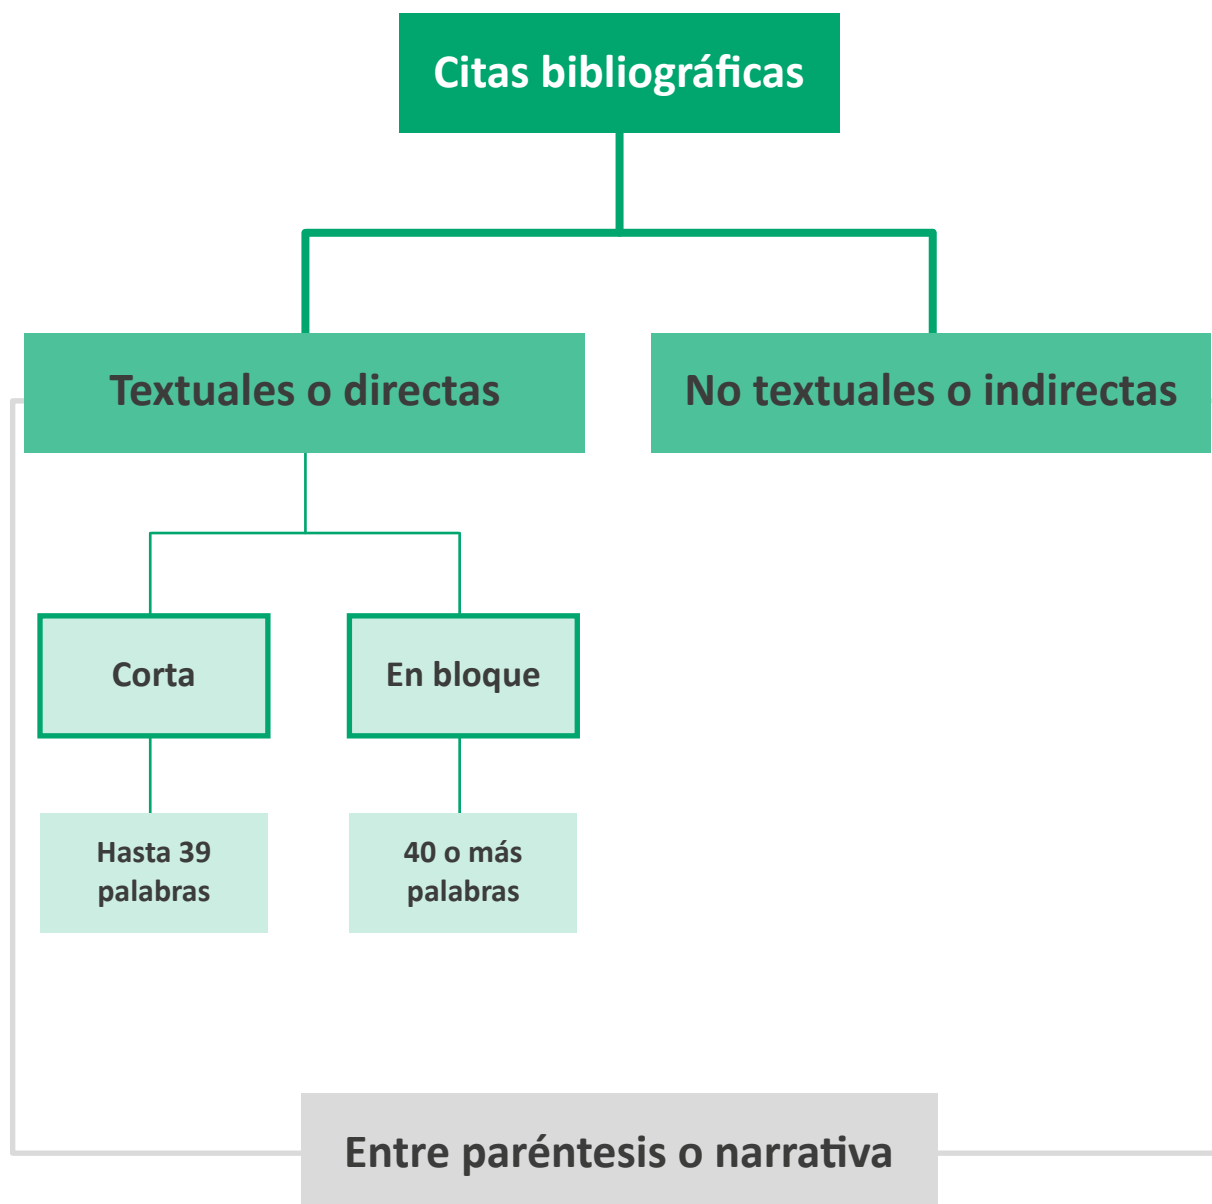 Citas bibliográficas
Textuales o directas
No textuales o indirectas
Corta
En bloque
Hasta 39
palabras
40 o más
palabras
Entre paréntesis o narrativa